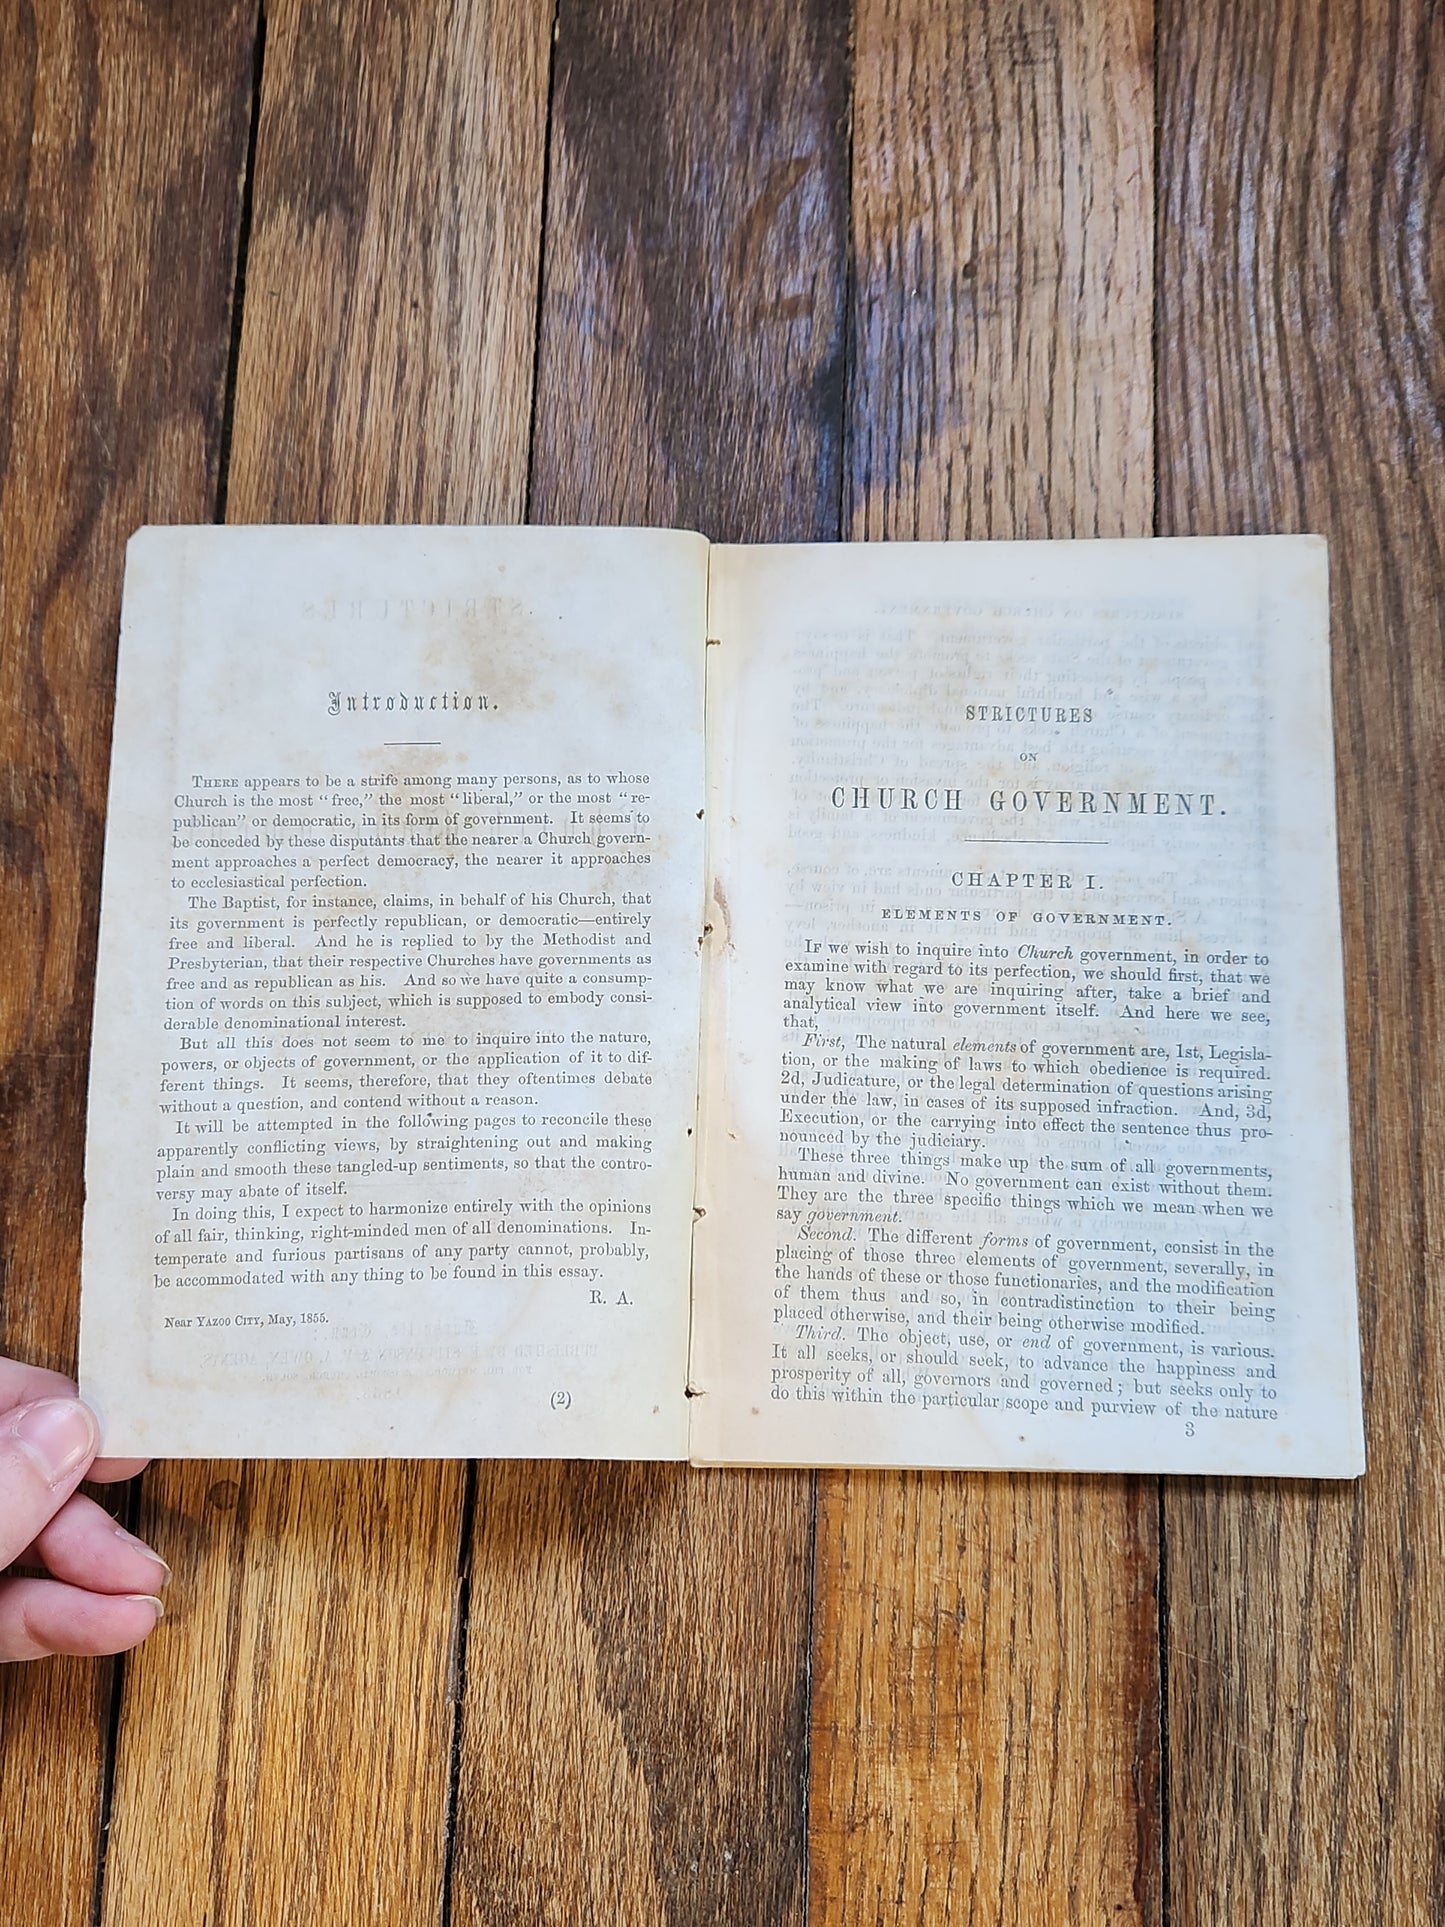 Introduction.
THERE appears to be a strife among many persons, as to whose
Church is the most "free," the most "liberal," or the most "re-
publican" or democratic, in its form of government. It seems to
be conceded by these disputants that the nearer a Church govern-
ment approaches a perfect democracy, the nearer it approaches
to ecclesiastical perfection.
The Baptist, for instance, claims, in behalf of his Church, that
its government is perfectly republican, or democratic—entirely
free and liberal. And he is replied to by the Methodist and
Presbyterian, that their respective Churches have governments as
free and as republican as his. And so we have quite a consump-
tion of words on this subject, which is supposed to embody consi-
derable denominational interest.
But all this does not seem to me to inquire into the nature,
powers, or objects of government, or the application of it to dif-
ferent things. It seems, therefore, that they oftentimes debate
without a question, and contend without a reason.
It will be attempted in the following pages to reconcile these
apparently conflicting views, by straightening out and making
plain and smooth these tangled-up sentiments, so that the contro-
versy may abate of itself.
In doing this, I expect to harmonize entirely with the opinions
of all fair, thinking, right-minded men of all denominations. In-
temperate and furious partisans of any party cannot, probably,
be accommodated with any thing to be found in this essay.
R. A.
Near YAZOO CITY, May, 1855.
(2)
STRICTURES
ON
CHURCH GOVERNMENT.
CHAPTER I.
ELEMENTS OF GOVERNMENT.
IF we wish to inquire into Church government, in order to
examine with regard to its perfection, we should first, that we
may know what we are inquiring after, take a brief and
analytical view into government itself. And here we see,
that,
First, The natural elements of government are, 1st, Legisla-
tion, or the making of laws to which obedience is required.
2d, Judicature, or the legal determination of questions arising
under the law, in cases of its supposed infraction. And, 3d,
Execution, or the carrying into effect the sentence thus pro-
nounced by the judiciary.
These three things make up the sum of all governments,
human and divine. No government can exist without them.
They are the three specific things which we mean when we
say government.
Second. The different forms of government, consist in the
placing of those three elements of government, severally, in
the hands of these or those functionaries, and the modification
of them thus and so, in contradistinction to their being
placed otherwise, and their being otherwise modified.
Third. The object, use, or end of government, is various.
It all seeks, or should seek, to advance the happiness and
prosperity of all, governors and governed; but seeks only to
do this within the particular scope and purview of the nature
3